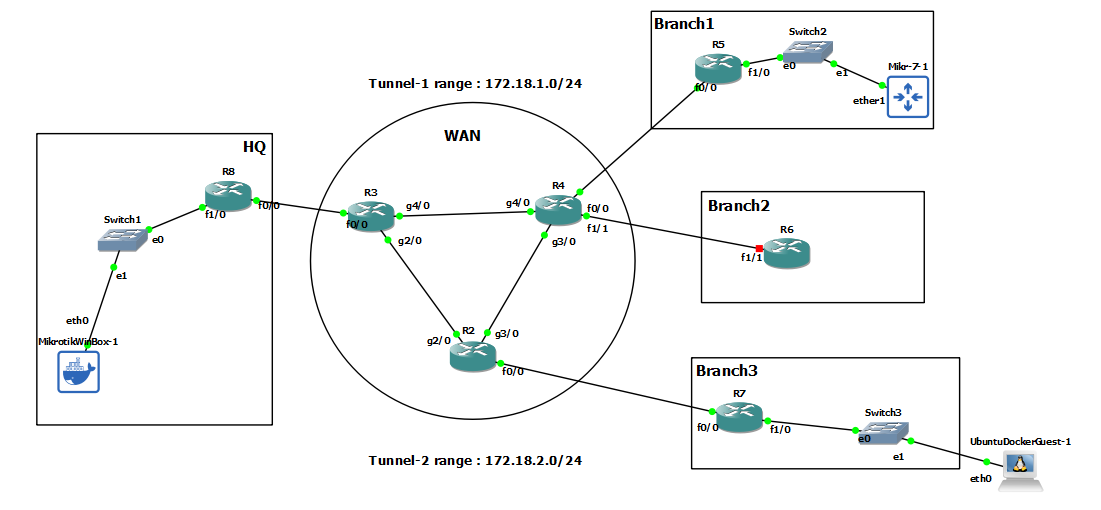 Branch1
Switch2
R5
e0
f1/0
e1
Mikr-7-1
f0/0
ether1
Tunnel-1 range : 172.18.1.0/24
WAN
HQ
R8
f0/0
f1/0
Switch1
e0
e1
eth0
MikrotikWinBox-1
R3
g4/0
f0/0
g2/0
R4
g4/0
f0/0
f1/1
g3/0
Branch2
R6
f1/1
R2
g3/0
g2/0
f0/0
Branch3
R7
f0/0
f1/0
Switch3
e0
e1
UbuntuDockerGuest-1
eth0
Tunnel-2 range : 172.18.2.0/24